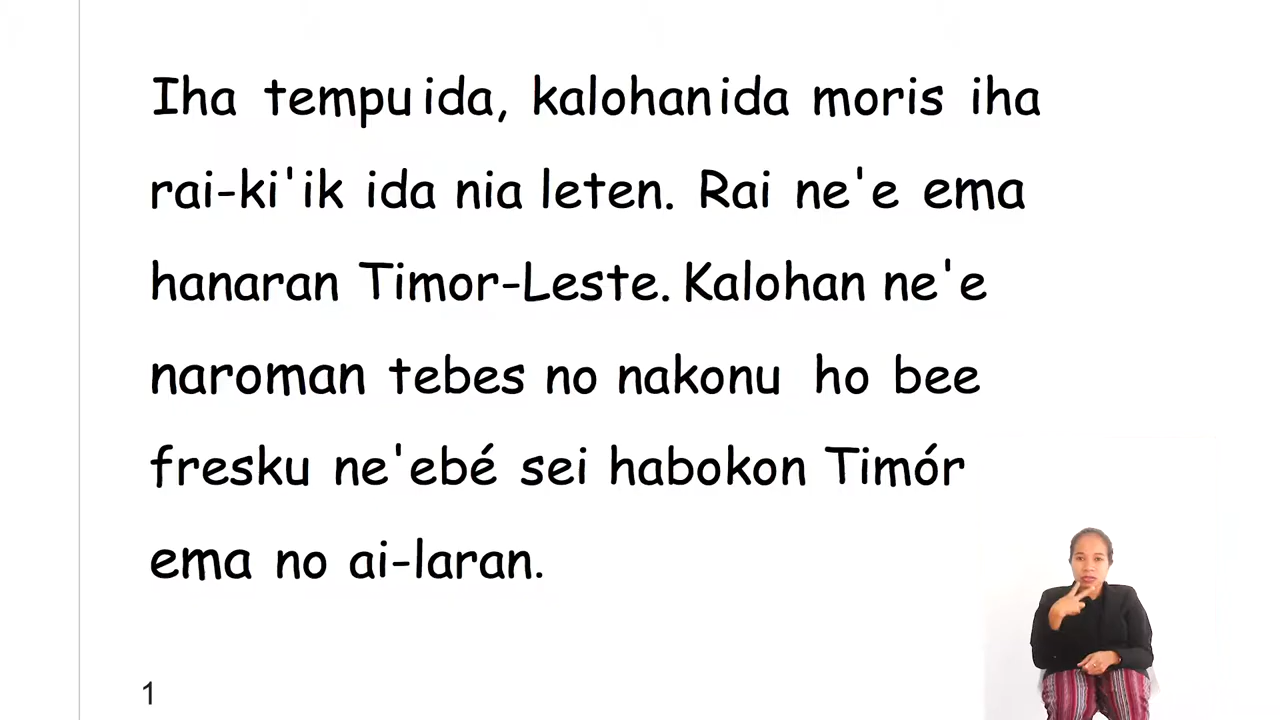 Iha tempu ida, kalohan ida moris iha
rai-ki'ik ida nia leten. Rai ne'e ema
hanaran Timor-Leste. Kalohan ne'e
naroman tebes no nakonu ho bee
fresku ne'ebé sei habokon Timór
ema no ai-laran.
1